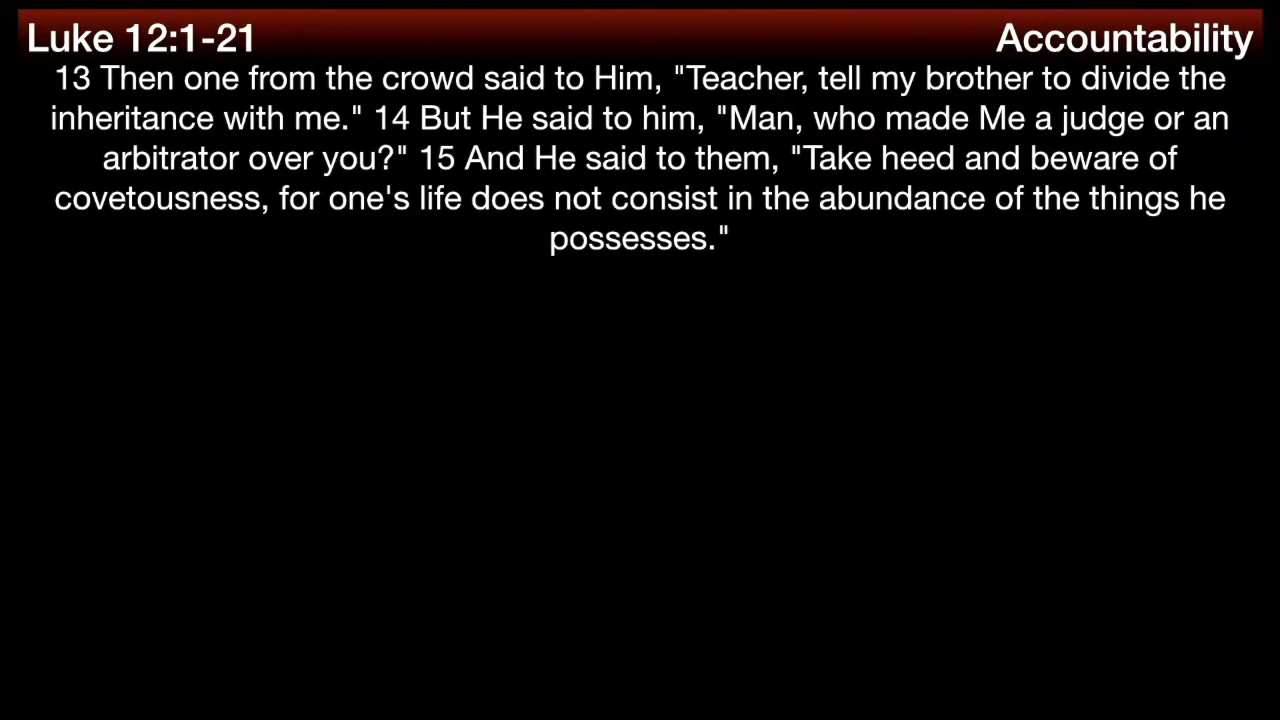 Luke 12:1-21
Accountability
13 Then one from the crowd said to Him, "Teacher, tell my brother to divide the
inheritance with me." 14 But He said to him, "Man, who made Me a judge or an
arbitrator over you?" 15 And He said to them, "Take heed and beware of
covetousness, for one's life does not consist in the abundance of the things he
possesses."